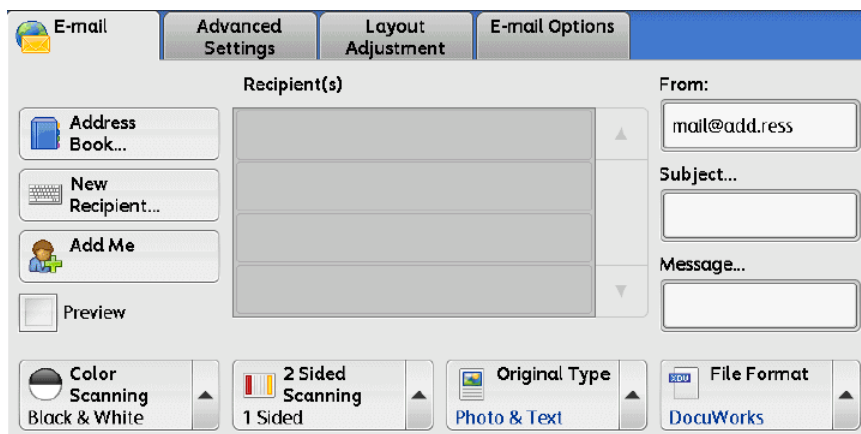 E-mail
Advanced
Settings
Layout
Adjustment
E-mail Options
Recipient(s)
From:
Address
Book...
mail@add.ress
New
Recipient...
Subject...
Add Me
Message...
Preview
Color
Scanning
Black & White
2 Sided
Scanning
1 Sided
Original Type
Photo & Text
XDW
File Format
DocuWorks